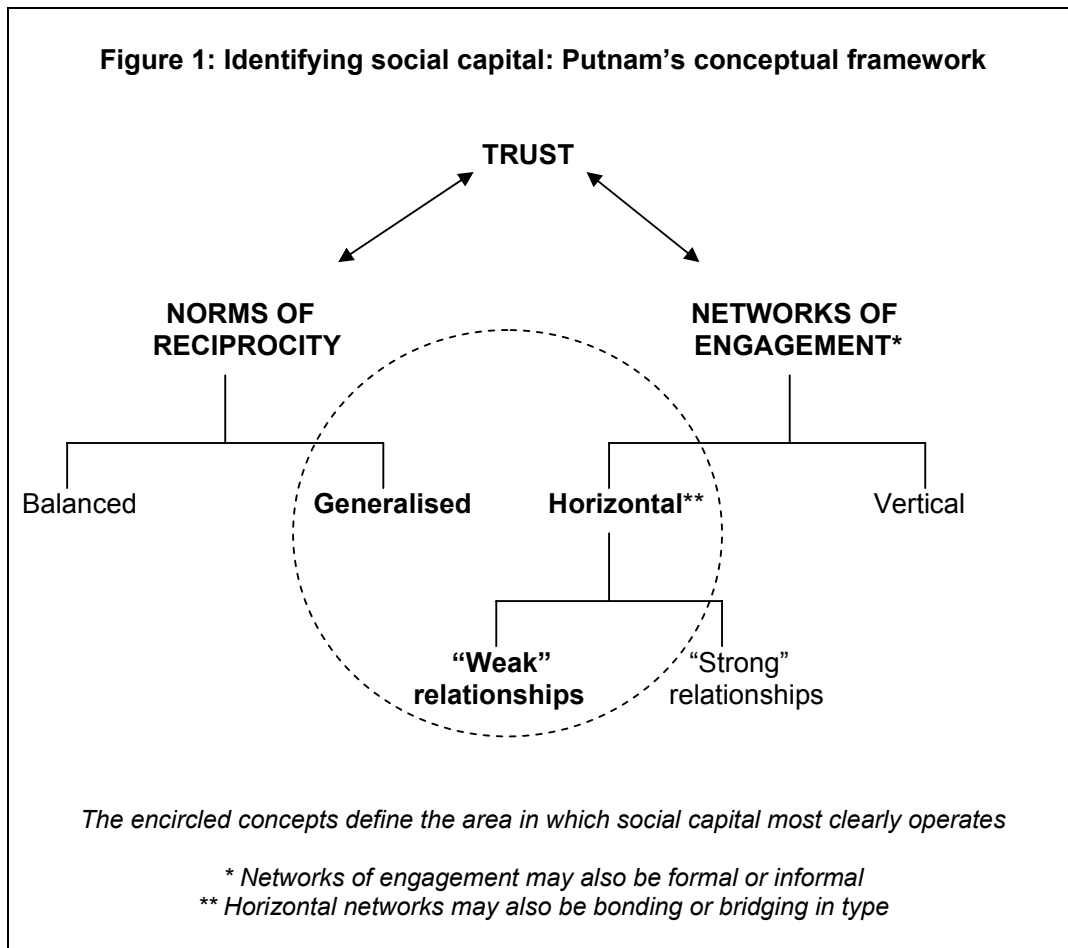 Figure 1: Identifying social capital: Putnam’s conceptual framework
TRUST
NORMS OF
RECIPROCITY
NETWORKS OF
ENGAGEMENT*
Balanced
Generalised
Horizontal**
Vertical
“Weak”
relationships
“Strong”
relationships
The encircled concepts define the area in which social capital most clearly operates
* Networks of engagement may also be formal or informal
** Horizontal networks may also be bonding or bridging in type